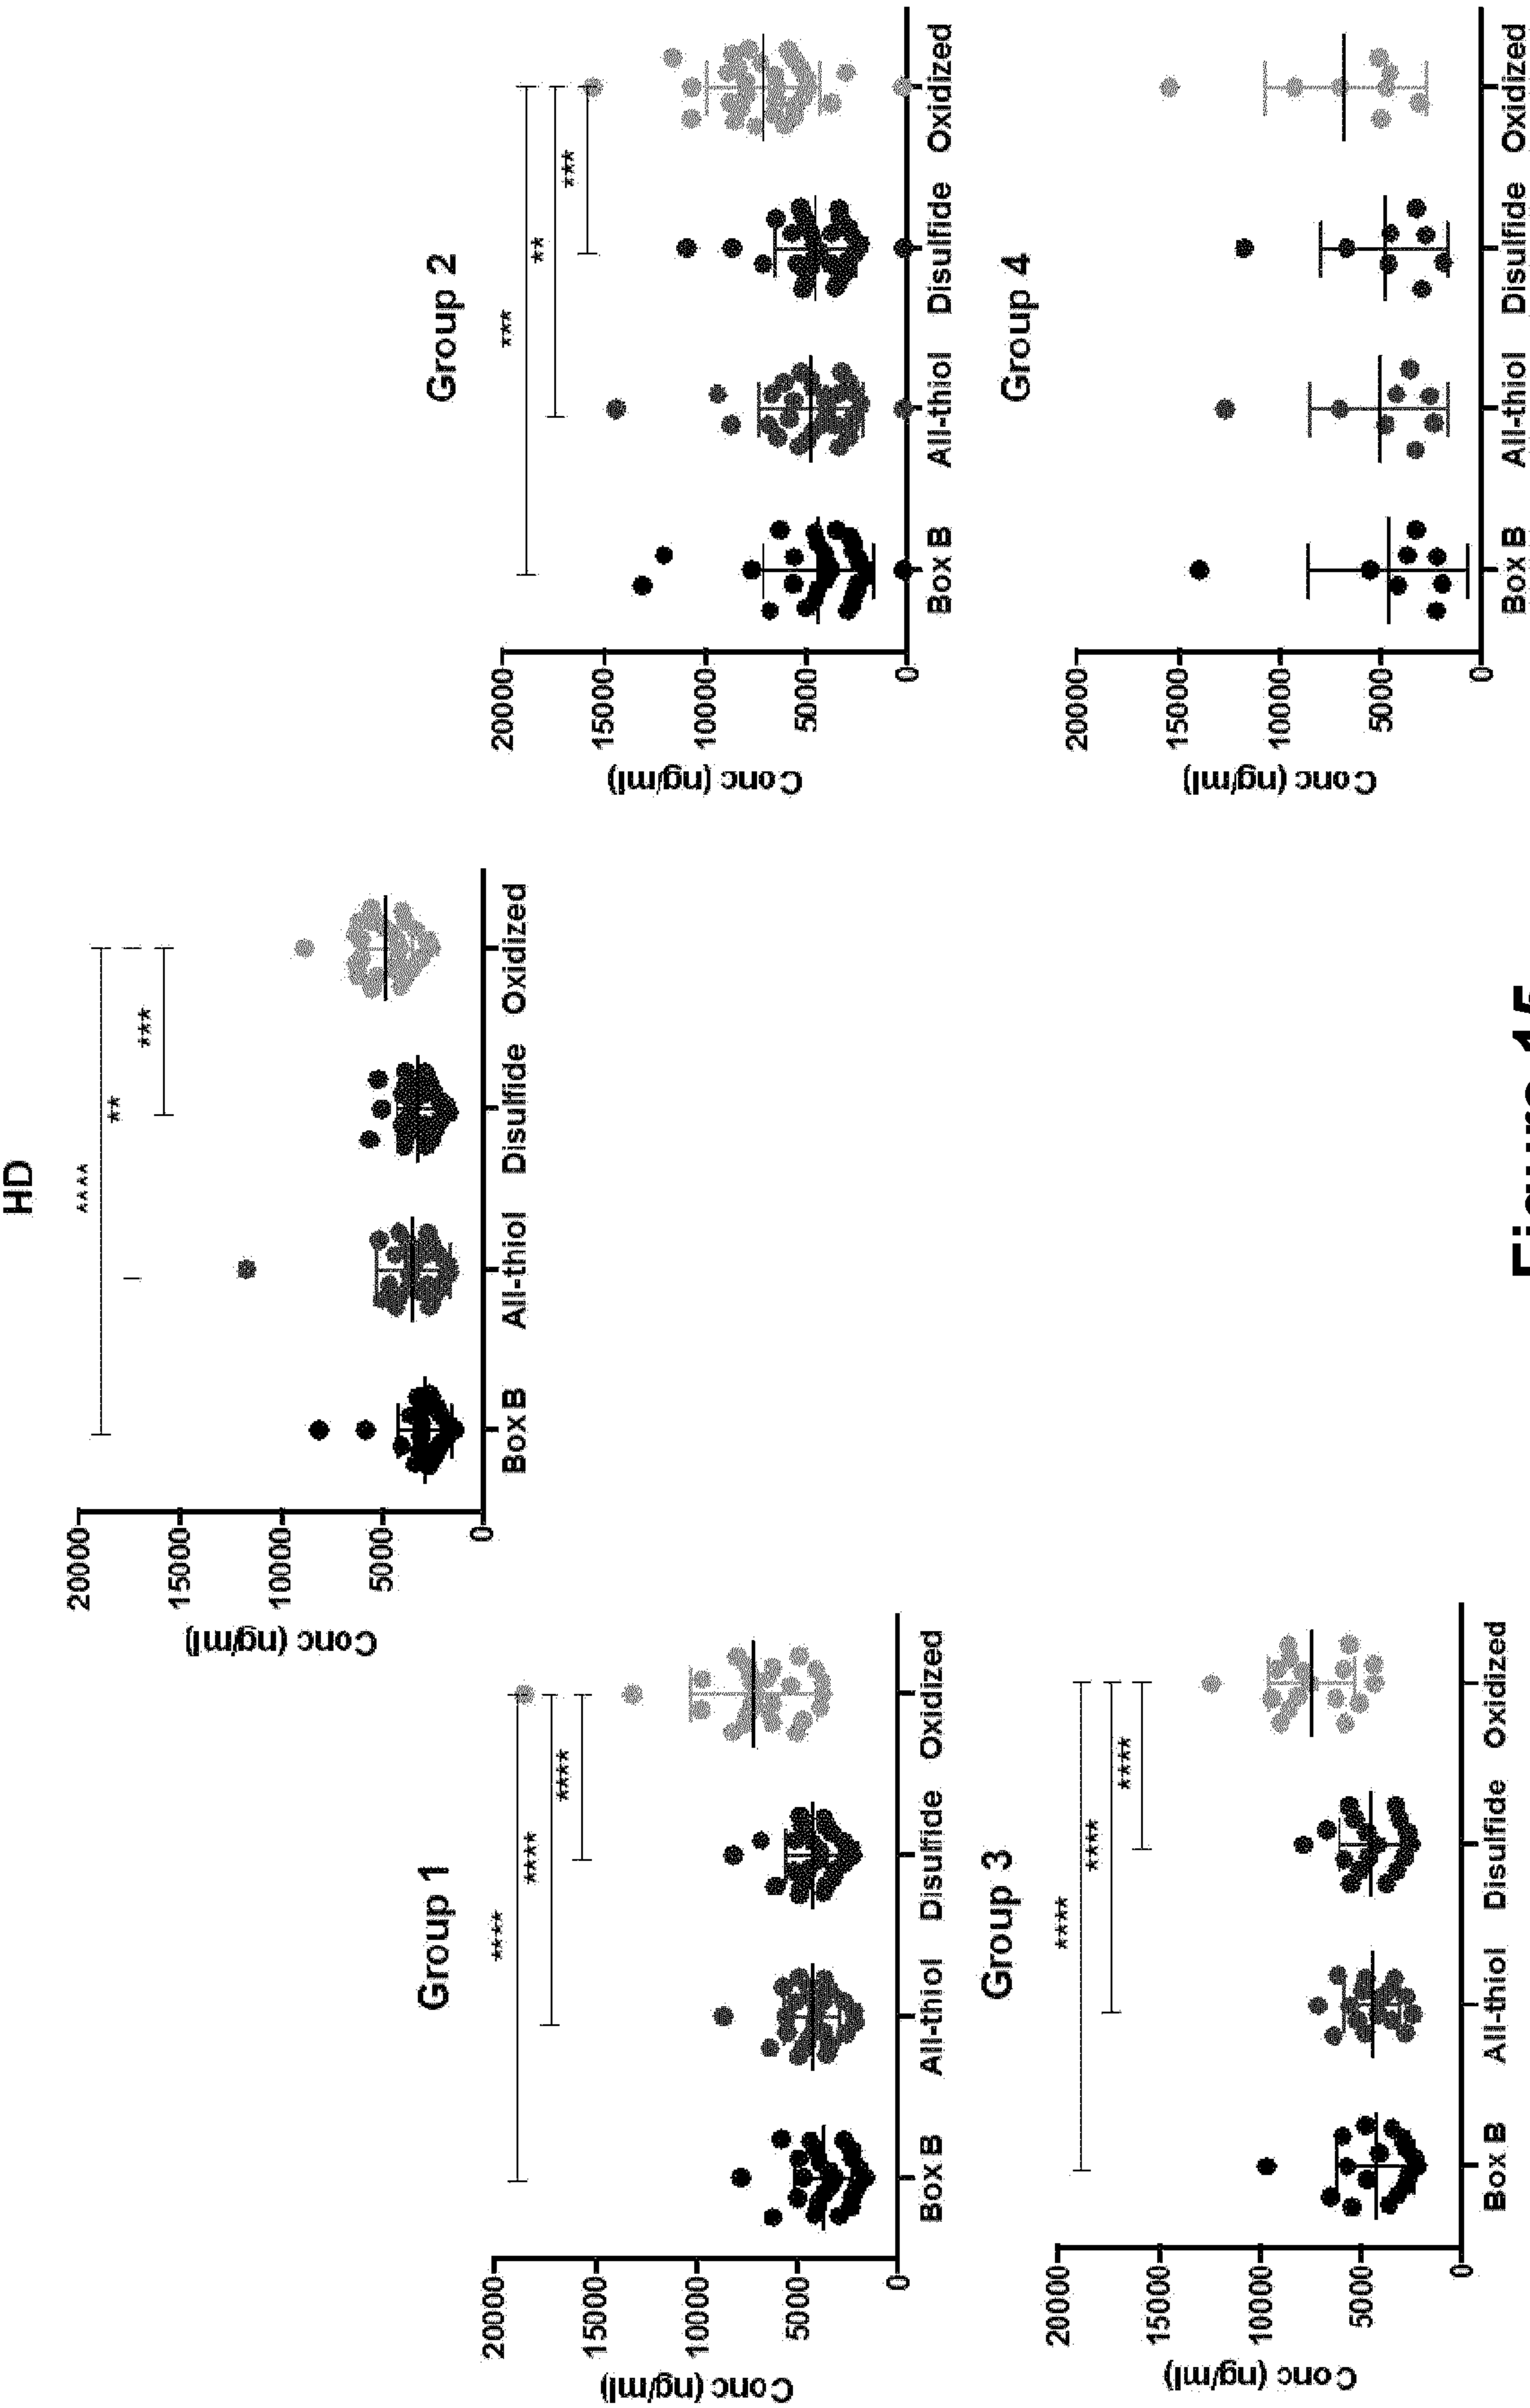 HD
20000
15000
10000
5000
0
Conc (ng/ml)
****
**
***
Box B All-thiol Disulfide Oxidized
Group 1
20000
15000
10000
5000
0
Conc (ng/ml)
****
****
****
Box B All-thiol Disulfide Oxidized
Group 2
20000
15000
10000
5000
0
Conc (ng/ml)
***
**
***
Box B All-thiol Disulfide Oxidized
Group 3
20000
15000
10000
5000
0
Conc (ng/ml)
****
****
****
Box B All-thiol Disulfide Oxidized
Group 4
20000
15000
10000
5000
0
Conc (ng/ml)
Box B All-thiol Disulfide Oxidized
Figure 15